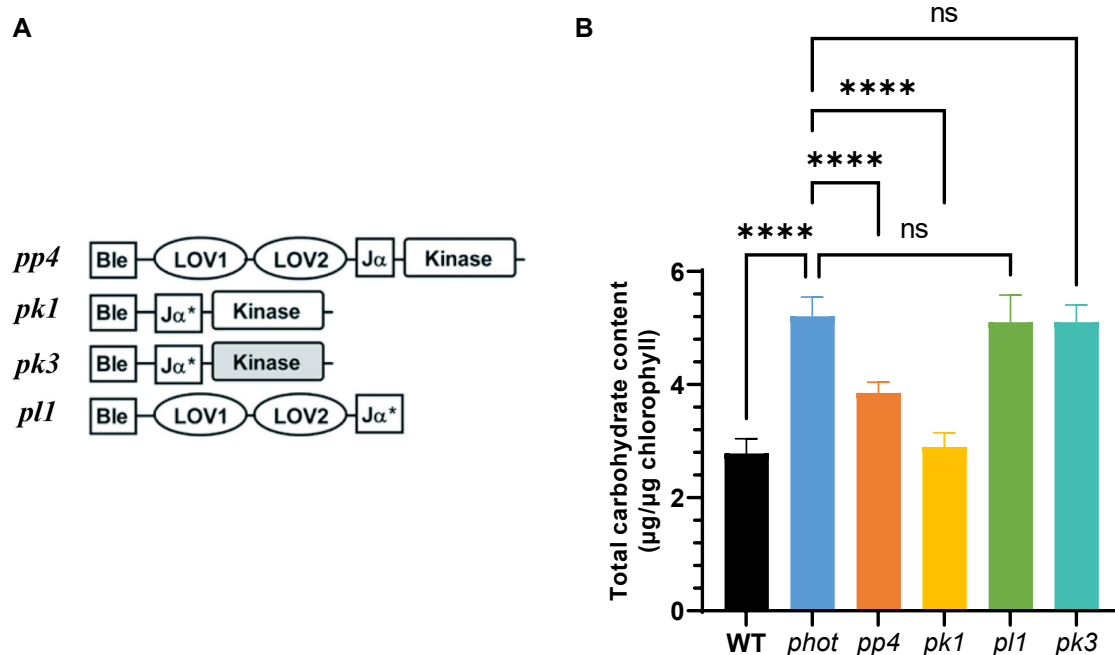 A
pp4 Ble LOV1 LOV2 Jα Kinase
pk1 Ble Jα* Kinase
pk3 Ble Jα* Kinase
pl1 Ble LOV1 LOV2 Jα*
B
ns
****
****
**** ns
Total carbohydrate content
(µg/µg chlorophyll)
6
4
2
0
WT phot pp4 pk1 pl1 pk3